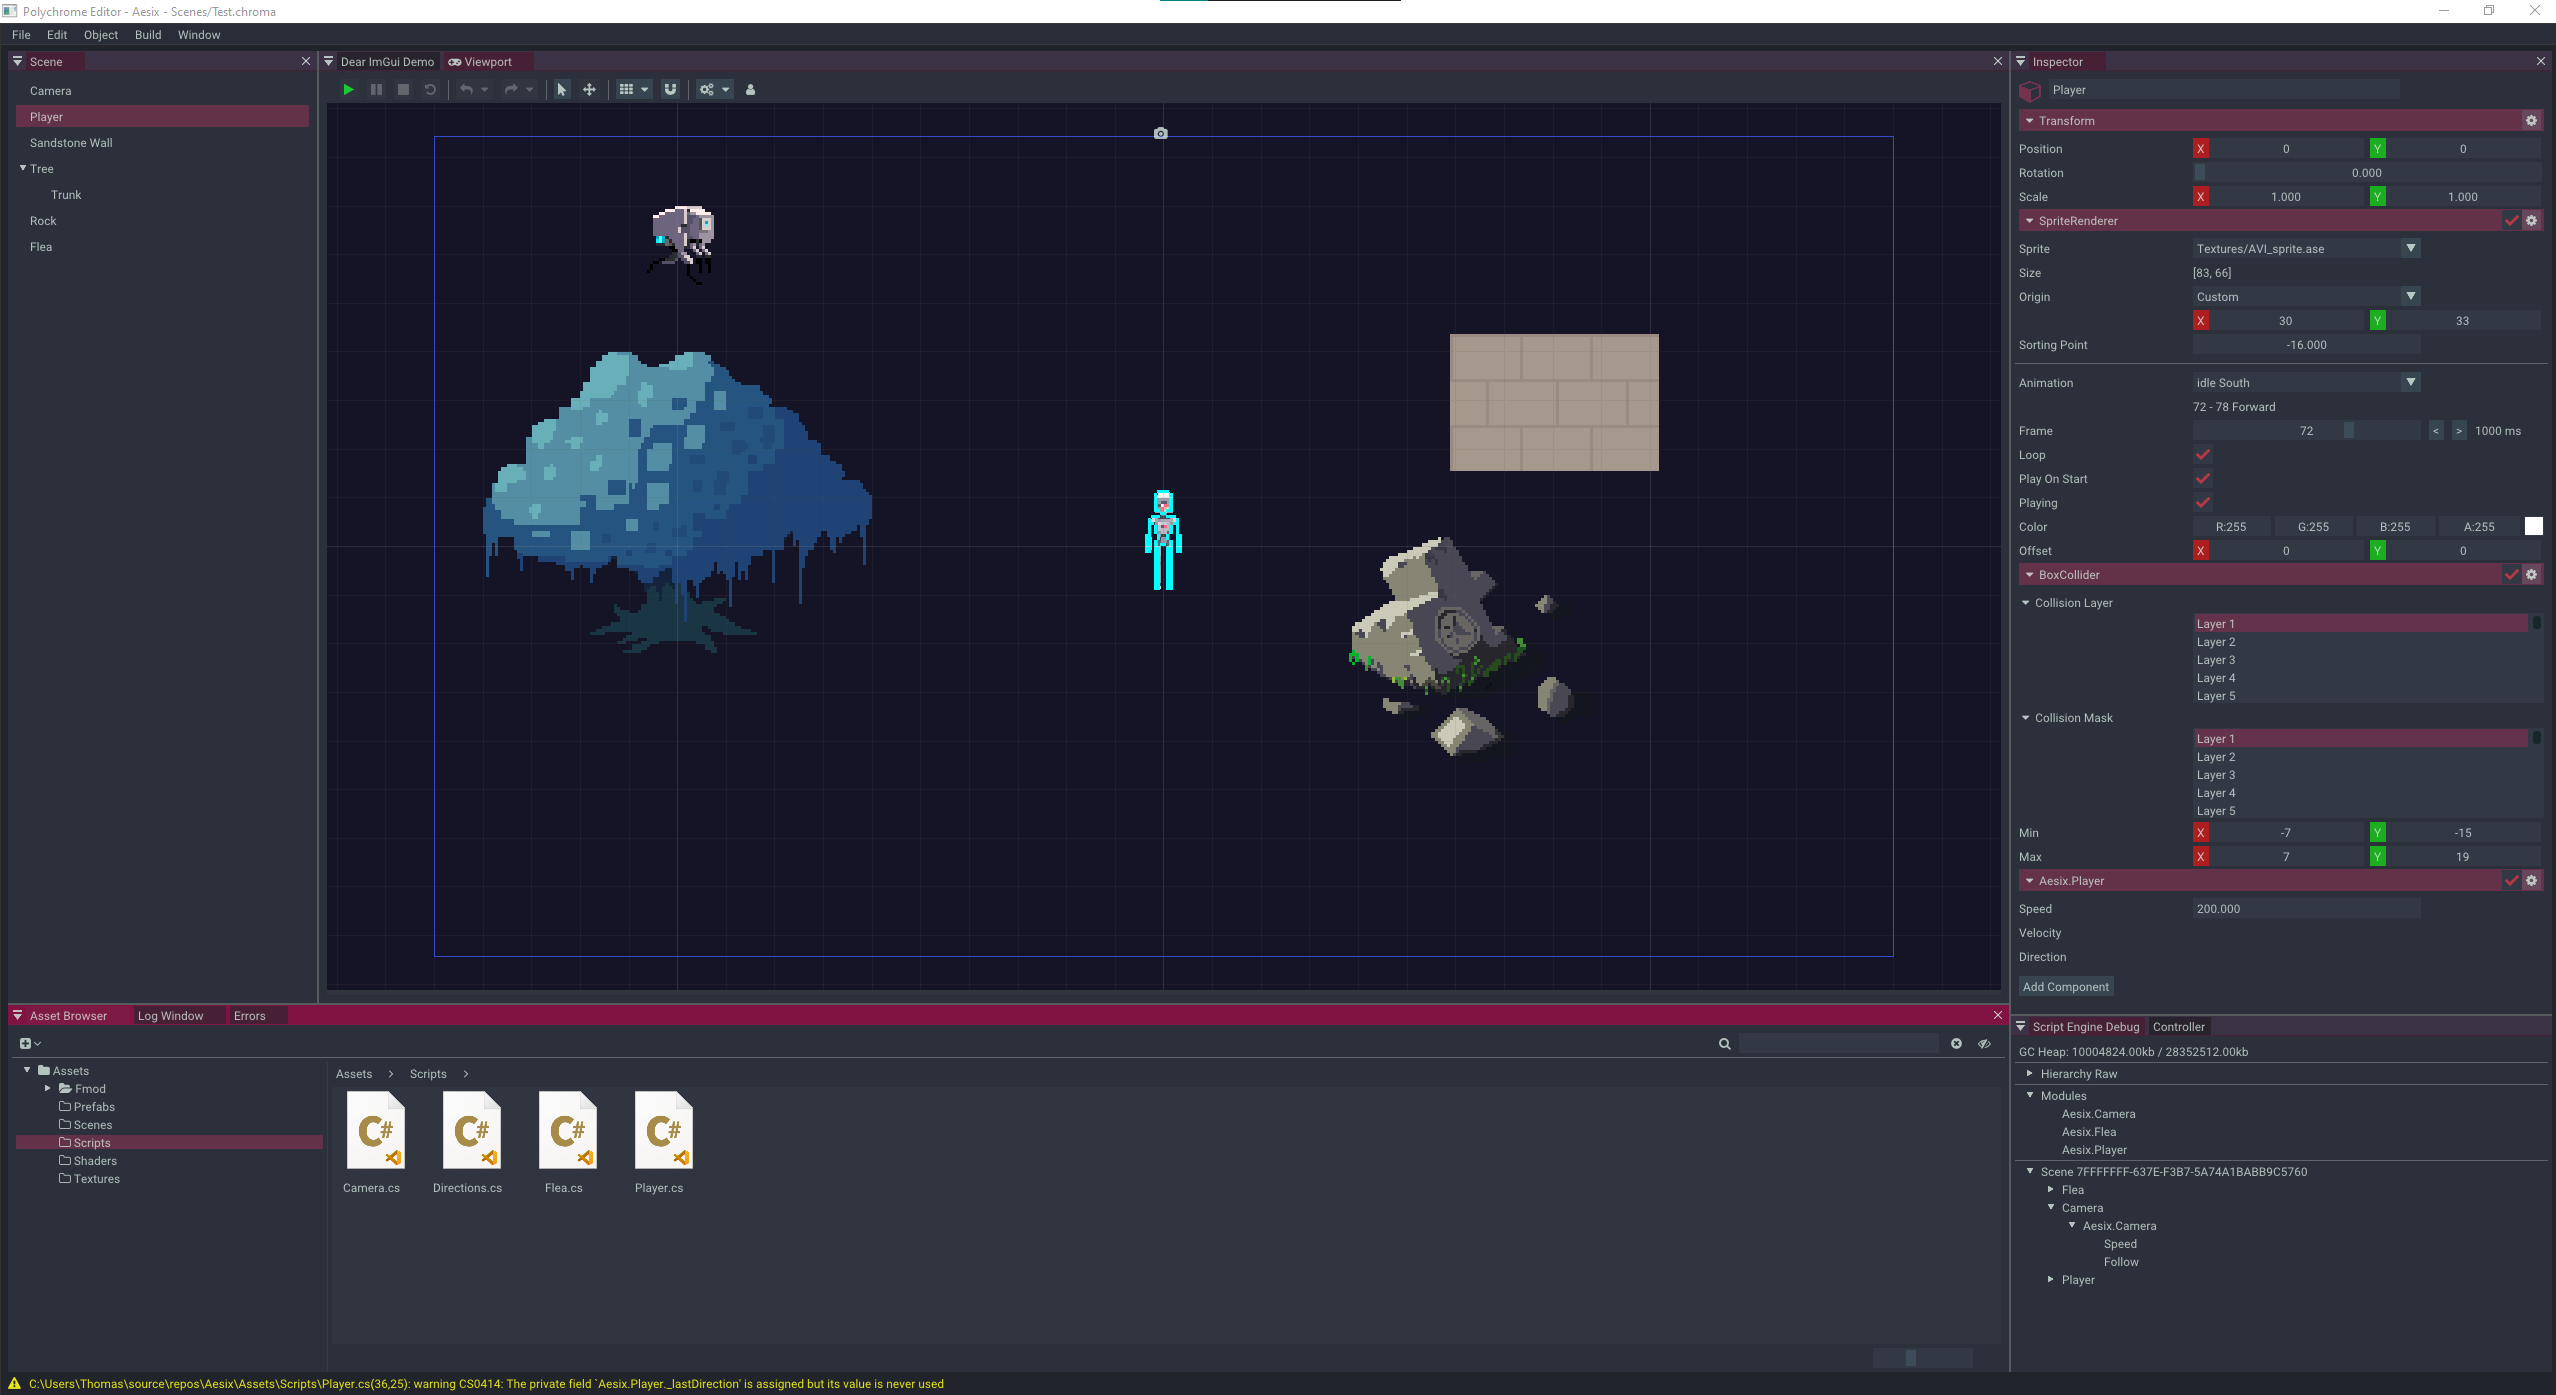 Polychrome Editor - Aesix - Scenes/Test.chroma
File Edit Object Build Window
Scene
Camera
Player
Sandstone Wall
Tree
Trunk
Rock
Flea
Dear ImGui Demo Viewport
Inspector
Player
Transform
Position X 0 Y 0
Rotation 0.000
Scale X 1.000 Y 1.000
SpriteRenderer
Sprite Textures/AVI_sprite.ase
Size [83, 66]
Origin Custom
X 30 Y 33
Sorting Point -16.000
Animation idle South
72 - 78 Forward
Frame 72 < > 1000 ms
Loop
Play On Start
Playing
Color R:255 G:255 B:255 A:255
Offset X 0 Y 0
BoxCollider
Collision Layer
Layer 1
Layer 2
Layer 3
Layer 4
Layer 5
Collision Mask
Layer 1
Layer 2
Layer 3
Layer 4
Layer 5
Min X -7 Y -15
Max X 7 Y 19
Aesix.Player
Speed 200.000
Velocity
Direction
Add Component
Asset Browser Log Window Errors
Assets
Fmod
Prefabs
Scenes
Scripts
Shaders
Textures
Assets > Scripts >
C# C# C# C#
Camera.cs Directions.cs Flea.cs Player.cs
Script Engine Debug Controller
GC Heap: 10004824.00kb / 28352512.00kb
Hierarchy Raw
Modules
Aesix.Camera
Aesix.Flea
Aesix.Player
Scene 7FFFFFFF-637E-F3B7-5A74A1BABB9C5760
Flea
Camera
Aesix.Camera
Speed
Follow
Player
C:\Users\Thomas\source\repos\Aesix\Assets\Scripts\Player.cs(36,25): warning CS0414: The private field `Aesix.Player._lastDirection' is assigned but its value is never used